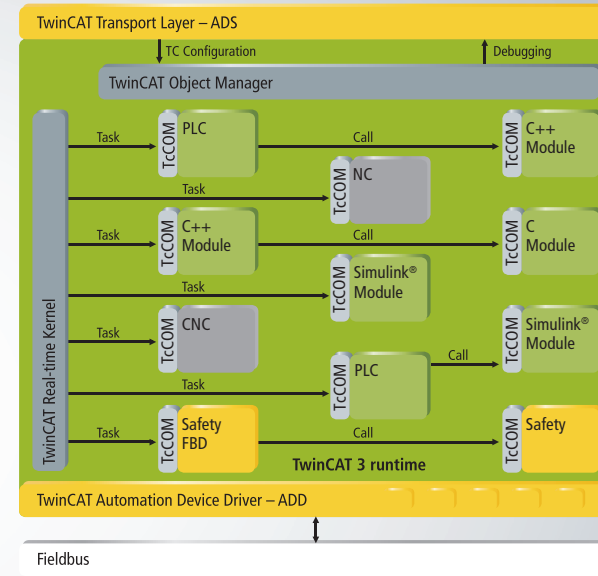 TwinCAT Transport Layer – ADS
TC Configuration
Debugging
TwinCAT Object Manager
TwinCAT Real-time Kernel
Task
TcCOM
PLC
Call
TcCOM
C++
Module
Task
TcCOM
NC
Task
TcCOM
C++
Module
Call
TcCOM
C
Module
Task
TcCOM
Simulink®
Module
Task
TcCOM
CNC
TcCOM
Simulink®
Module
Task
TcCOM
PLC
Call
Task
TcCOM
Safety
FBD
Call
TcCOM
Safety
TwinCAT 3 runtime
TwinCAT Automation Device Driver – ADD
Fieldbus